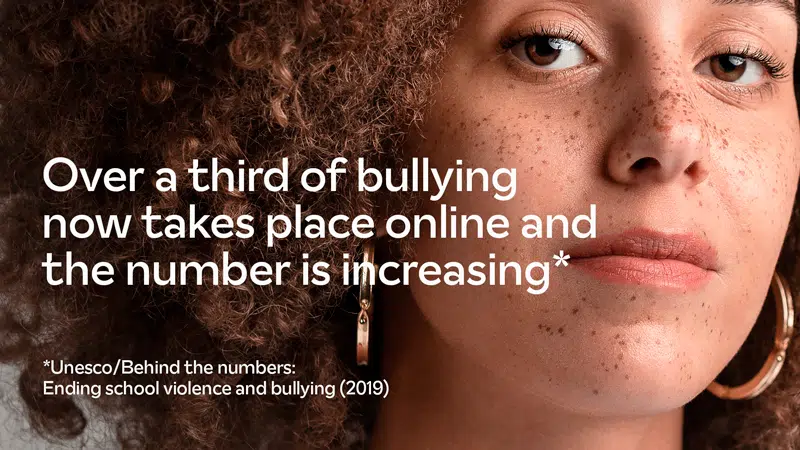 Over a third of bullying
now takes place online and
the number is increasing*
*Unesco/Behind the numbers:
Ending school violence and bullying (2019)